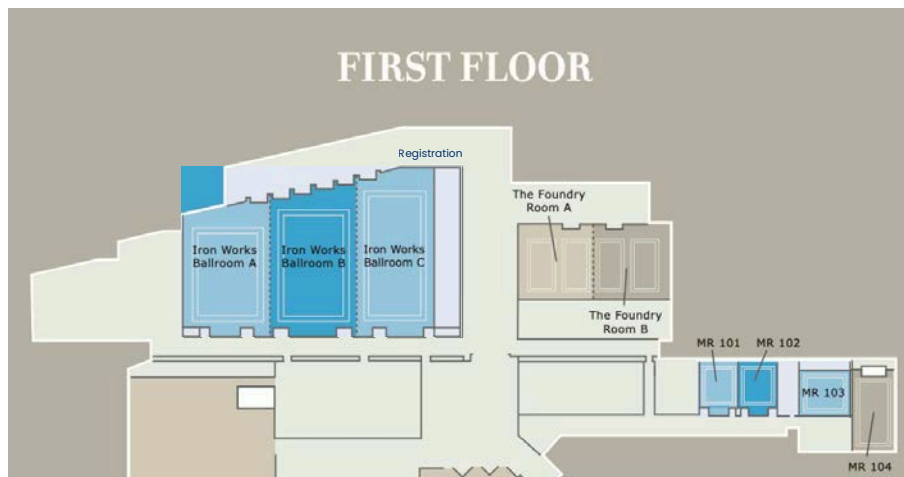 FIRST FLOOR
Registration
The Foundry
Room A
Iron Works
Ballroom A
Iron Works
Ballroom B
Iron Works
Ballroom C
The Foundry
Room B
MR 101
MR 102
MR 103
MR 104